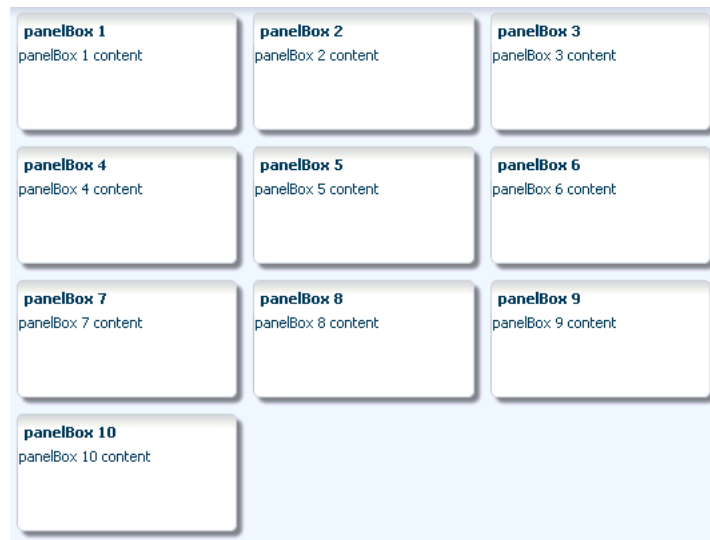 panelBox 1
panelBox 1 content
panelBox 2
panelBox 2 content
panelBox 3
panelBox 3 content
panelBox 4
panelBox 4 content
panelBox 5
panelBox 5 content
panelBox 6
panelBox 6 content
panelBox 7
panelBox 7 content
panelBox 8
panelBox 8 content
panelBox 9
panelBox 9 content
panelBox 10
panelBox 10 content